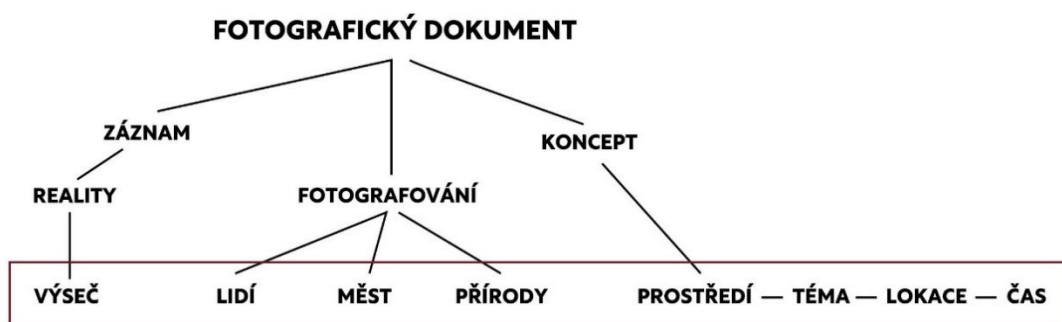 FOTOGRAFICKÝ DOKUMENT
ZÁZNAM
KONCEPT
REALITY
FOTOGRAFOVÁNÍ
VÝSEČ LIDÍ MĚST PŘÍRODY PROSTŘEDÍ — TÉMA — LOKACE — ČAS